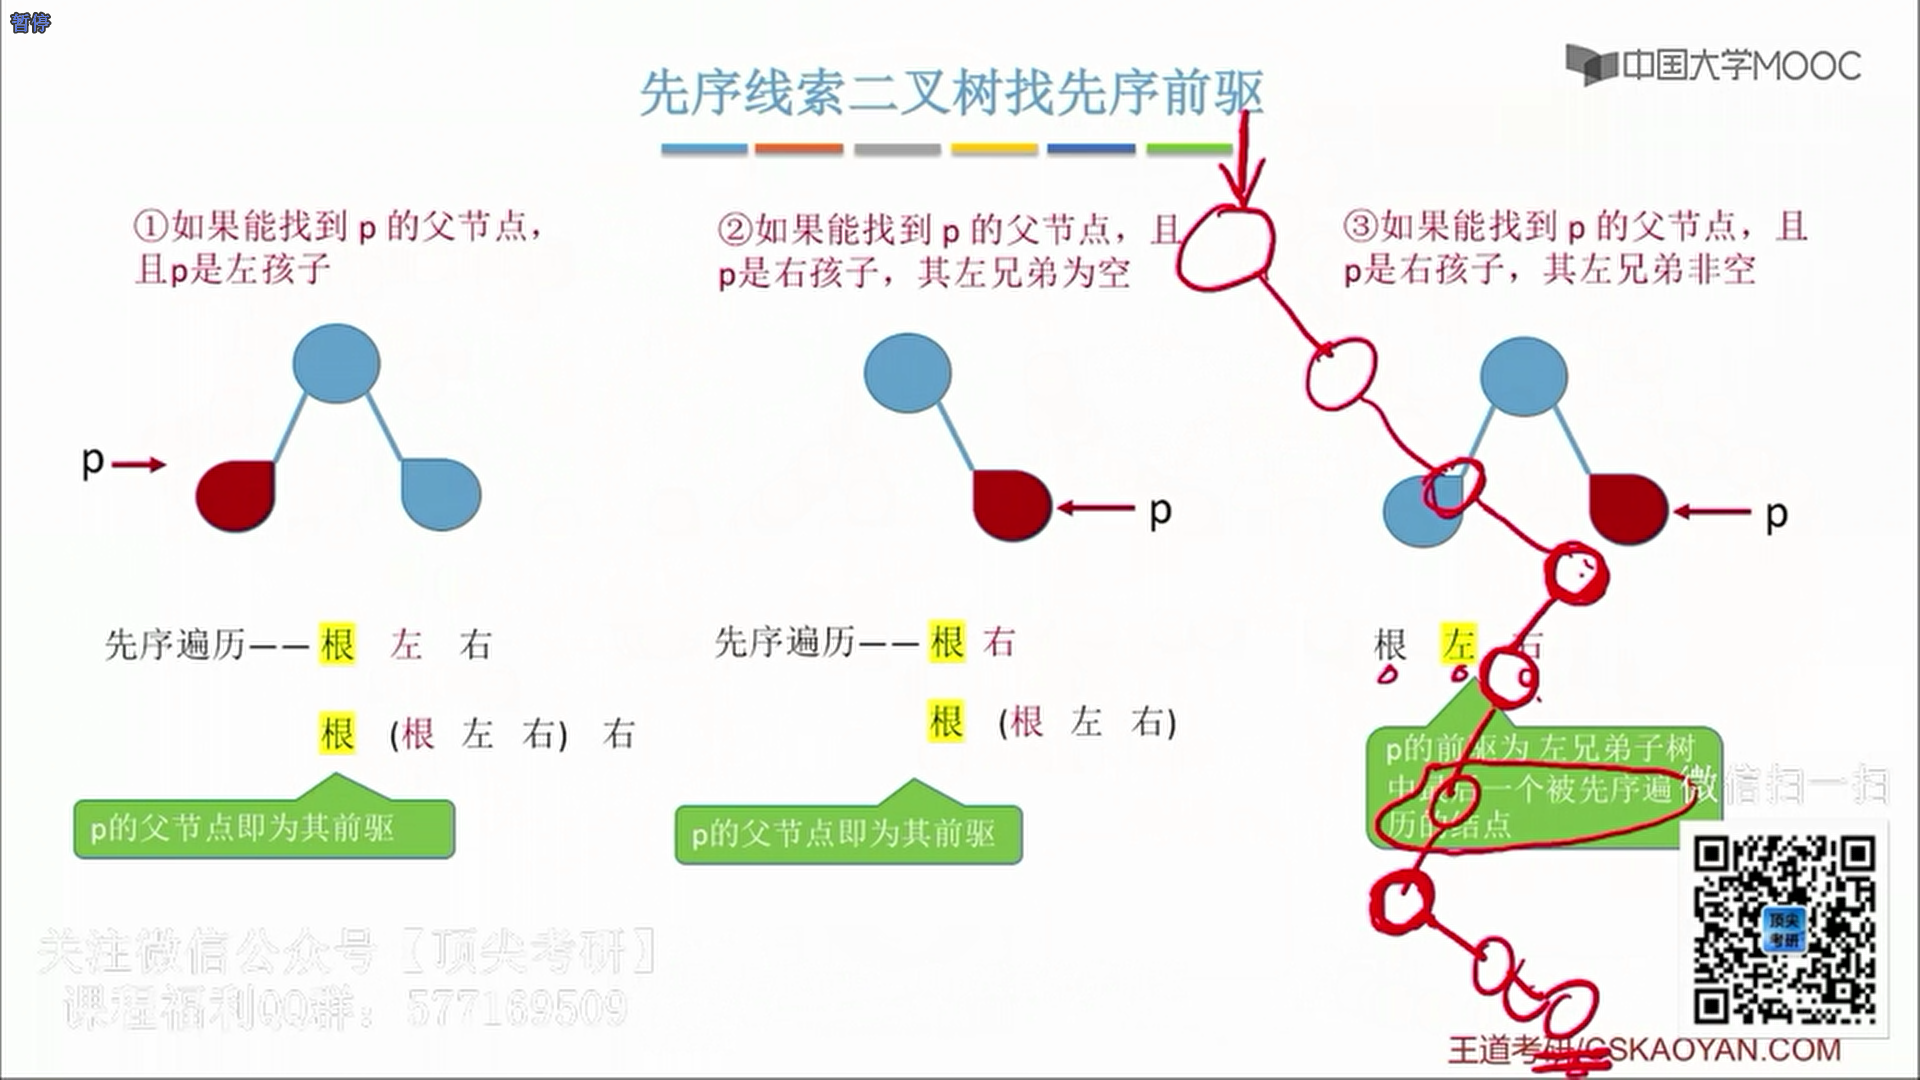 暂停
中国大学MOOC
先序线索二叉树找先序前驱
①如果能找到 p 的父节点，
且p是左孩子
②如果能找到 p 的父节点，且
p是右孩子，其左兄弟为空
③如果能找到 p 的父节点，且
p是右孩子，其左兄弟非空
p
p
p
先序遍历—— 根 左 右
根 (根 左 右) 右
p的父节点即为其前驱
先序遍历—— 根 右
根 (根 左 右)
p的父节点即为其前驱
根 左 右
p的前驱为 左兄弟子树
中最后一个被先序遍
历的结点
微信扫一扫
顶尖
考研
关注微信公众号【顶尖考研】
课程福利QQ群：577169509
王道考研/CSKAOYAN.COM